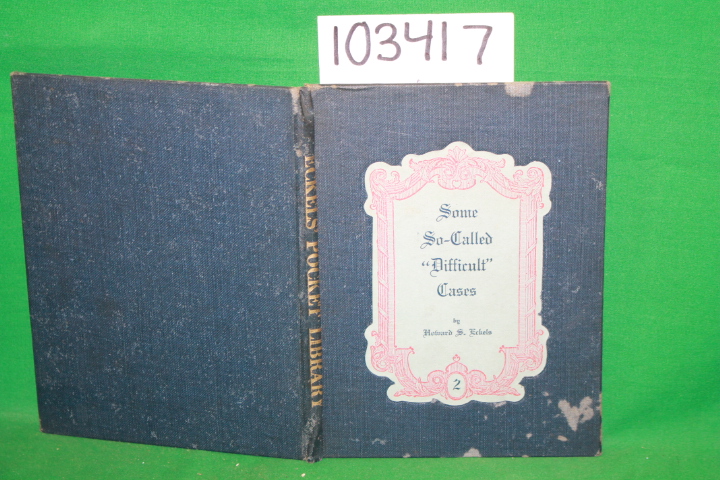 103417
ECKELS POCKET LIBRARY
Some
So-Called
“Difficult”
Cases
by
Howard S. Eckels
2